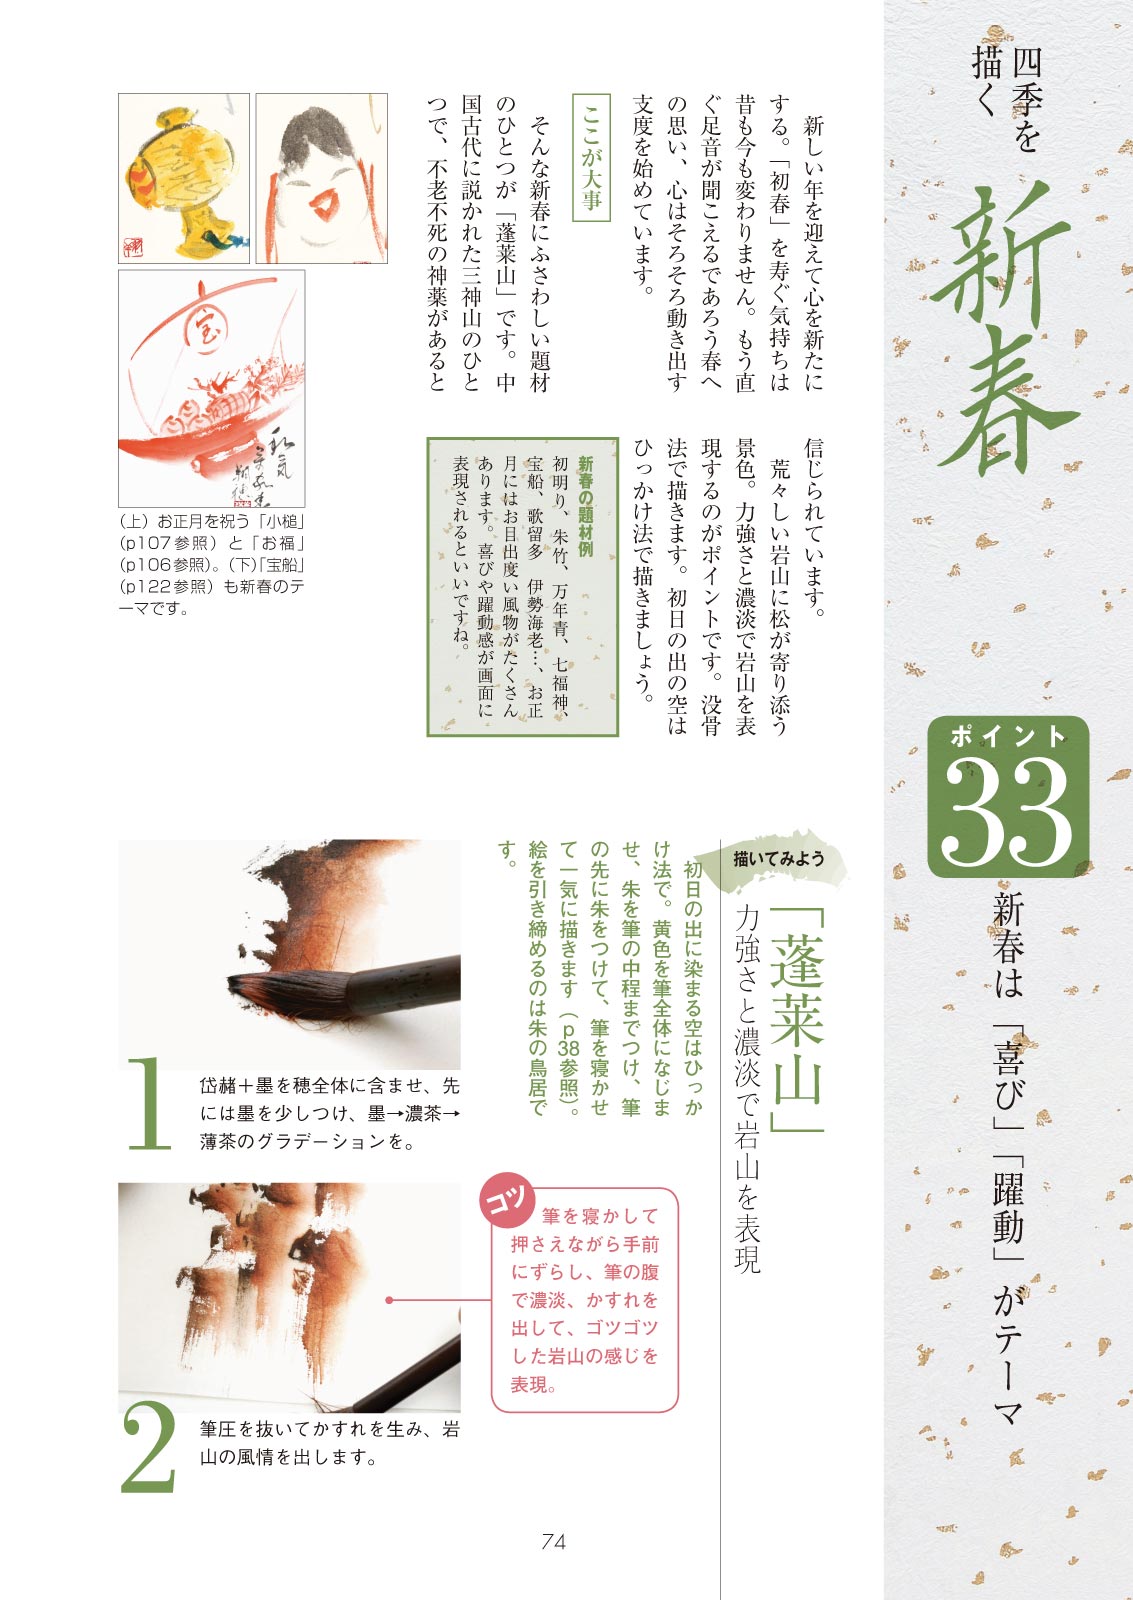 四季を
描く
新春
ポイント
33
新春は「喜び」「躍動」がテーマ
新しい年を迎えて心を新たに
する。「初春」を寿ぐ気持ちは
昔も今も変わりません。もう直
ぐ足音が聞こえるであろう春へ
の思い、心はそろそろ動き出す
支度を始めています。
ここが大事
そんな新春にふさわしい題材
のひとつが「蓬莱山」です。中
国古代に説かれた三神山のひと
つで、不老不死の神薬があると
信じられています。
荒々しい岩山に松が寄り添う
景色。力強さと濃淡で岩山を表
現するのがポイントです。没骨
法で描きます。初日の出の空は
ひっかけ法で描きましょう。
新春の題材例
初明り、朱竹、万年青、七福神、
宝船、歌留多　伊勢海老…、お正
月にはお目出度い風物がたくさん
あります。喜びや躍動感が画面に
表現されるといいですね。
宝
(上) お正月を祝う「小槌」
(p107参照) と「お福」
(p106参照)。(下)「宝船」
(p122参照) も新春のテ
ーマです。
描いてみよう
「蓬莱山」
力強さと濃淡で岩山を表現
初日の出に染まる空はひっか
け法で。黄色を筆全体になじま
せ、朱を筆の中程までつけ、筆
の先に朱をつけて、筆を寝かせ
て一気に描きます（p38参照）。
絵を引き締めるのは朱の鳥居で
す。
1
岱赭＋墨を穂全体に含ませ、先
には墨を少しつけ、墨→濃茶→
薄茶のグラデーションを。
コツ
筆を寝かして
押さえながら手前
にずらし、筆の腹
で濃淡、かすれを
出して、ゴツゴツ
した岩山の感じを
表現。
2
筆圧を抜いてかすれを生み、岩
山の風情を出します。
74